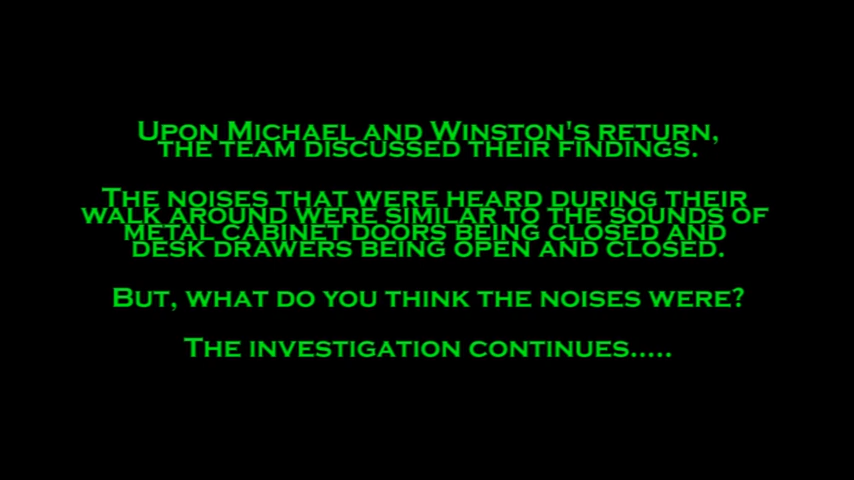 Upon Michael and Winston's return,
the team discussed their findings.
The noises that were heard during their
walk around were similar to the sounds of
metal cabinet doors being closed and
desk drawers being open and closed.
But, what do you think the noises were?
The investigation continues.....